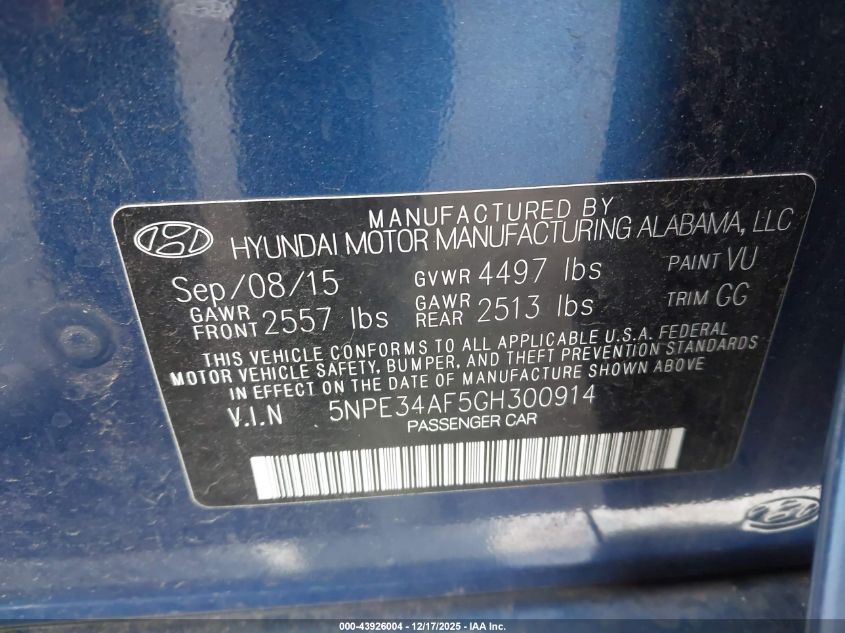 MANUFACTURED BY
HYUNDAI MOTOR MANUFACTURING ALABAMA, LLC
Sep/08/15 GVWR 4497 lbs PAINT VU
GAWR FRONT 2557 lbs GAWR REAR 2513 lbs TRIM GG
THIS VEHICLE CONFORMS TO ALL APPLICABLE U.S.A. FEDERAL
MOTOR VEHICLE SAFETY, BUMPER, AND THEFT PREVENTION STANDARDS
IN EFFECT ON THE DATE OF MANUFACTURE SHOWN ABOVE
V.I.N 5NPE34AF5GH300914
PASSENGER CAR
000-43926004 - 12/17/2025 - IAA Inc.